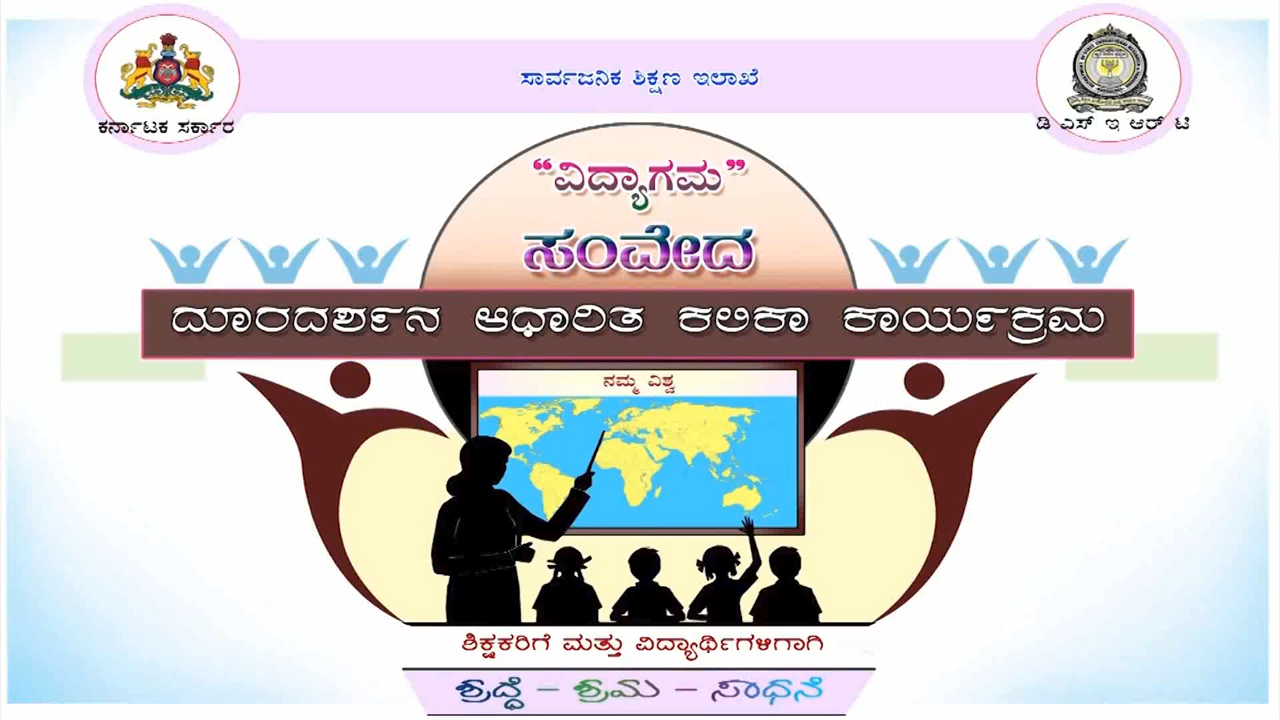 ಸಾರ್ವಜನಿಕ ಶಿಕ್ಷಣ ಇಲಾಖೆ
ಕರ್ನಾಟಕ ಸರ್ಕಾರ
ಡಿ ಎಸ್ ಇ ಆರ್ ಟಿ
“ವಿದ್ಯಾಗಮ”
ಸಂವೇದ
ದೂರದರ್ಶನ ಆಧಾರಿತ ಕಲಿಕಾ ಕಾರ್ಯಕ್ರಮ
ನಮ್ಮ ವಿಶ್ವ
ಶಿಕ್ಷಕರಿಗೆ ಮತ್ತು ವಿದ್ಯಾರ್ಥಿಗಳಿಗಾಗಿ
ಶ್ರದ್ಧೆ – ಶ್ರಮ – ಸಾಧನೆ